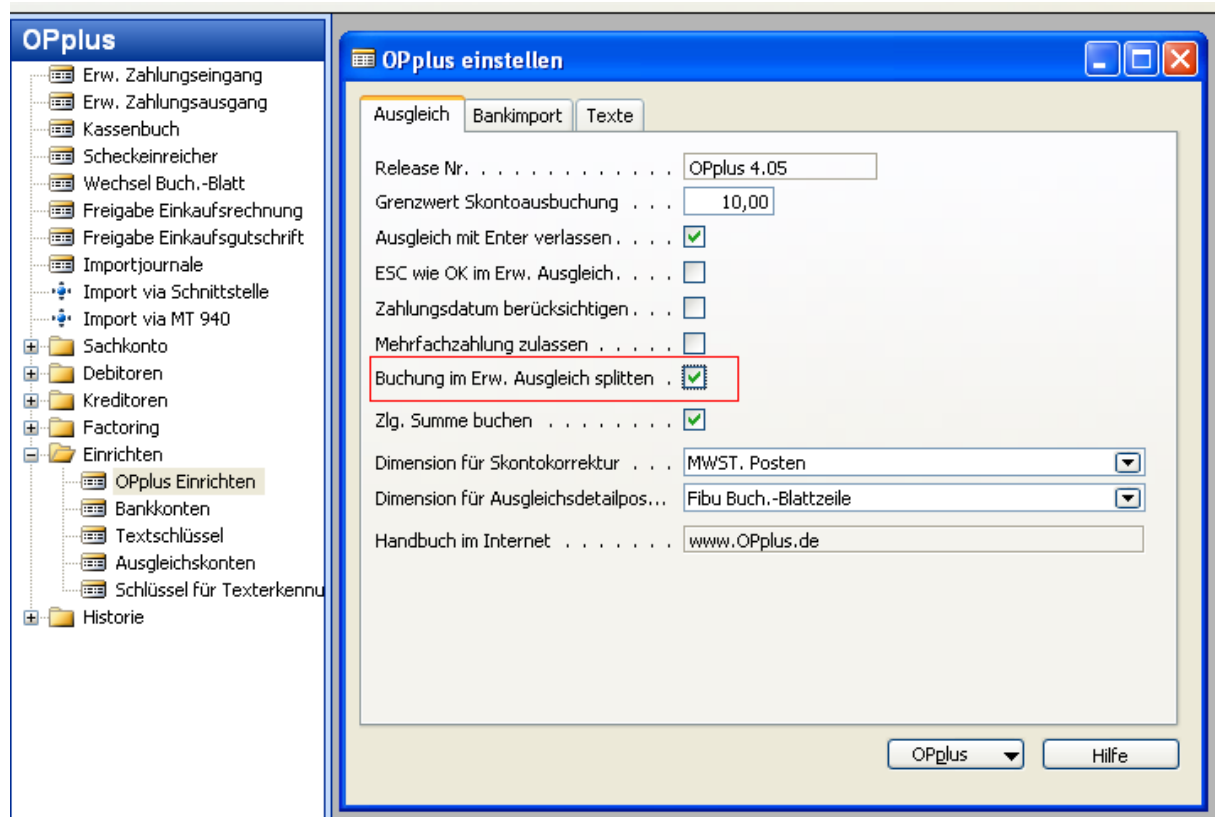 OPplus
Erw. Zahlungseingang
Erw. Zahlungsausgang
Kassenbuch
Scheckeinreicher
Wechsel Buch.-Blatt
Freigabe Einkaufsrechnung
Freigabe Einkaufsgutschrift
Importjournale
Import via Schnittstelle
Import via MT 940
Sachkonto
Debitoren
Kreditoren
Factoring
Einrichten
OPplus Einrichten
Bankkonten
Textschlüssel
Ausgleichskonten
Schlüssel für Texterkennu
Historie
OPplus einstellen
Ausgleich Bankimport Texte
Release Nr. . . . . . . . . . . . . . OPplus 4.05
Grenzwert Skontoausbuchung . . . 10,00
Ausgleich mit Enter verlassen . . . .
ESC wie OK im Erw. Ausgleich. . . . .
Zahlungsdatum berücksichtigen . . .
Mehrfachzahlung zulassen . . . . .
Buchung im Erw. Ausgleich splitten .
Zlg. Summe buchen . . . . . . . .
Dimension für Skontokorrektur . . . MWST. Posten
Dimension für Ausgleichsdetailpos... Fibu Buch.-Blattzeile
Handbuch im Internet . . . . . . . www.OPplus.de
OPplus Hilfe